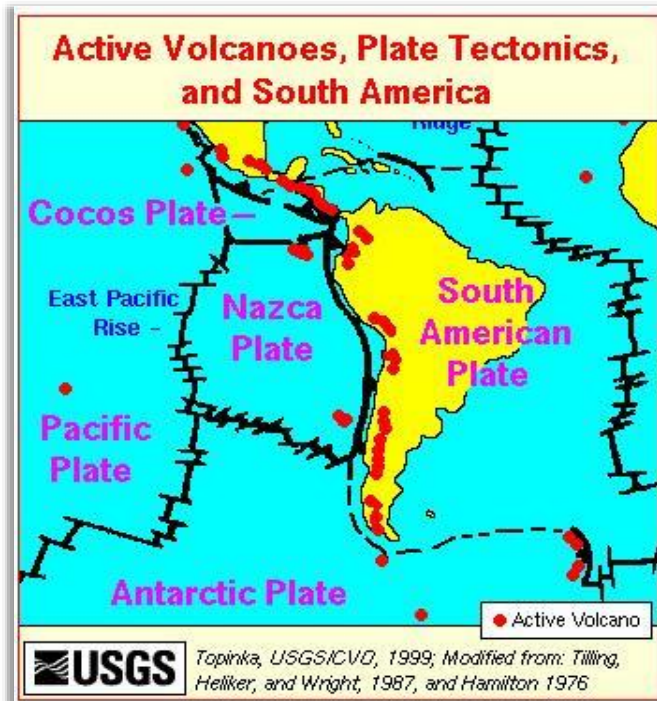 Active Volcanoes, Plate Tectonics,
and South America
Ridge
Cocos Plate
East Pacific
Rise
Nazca
Plate
South
American
Plate
Pacific
Plate
Antarctic Plate
Active Volcano
USGS
Topinka, USGS/CVO, 1999; Modified from: Tilling,
Heliker, and Wright, 1987, and Hamilton 1976